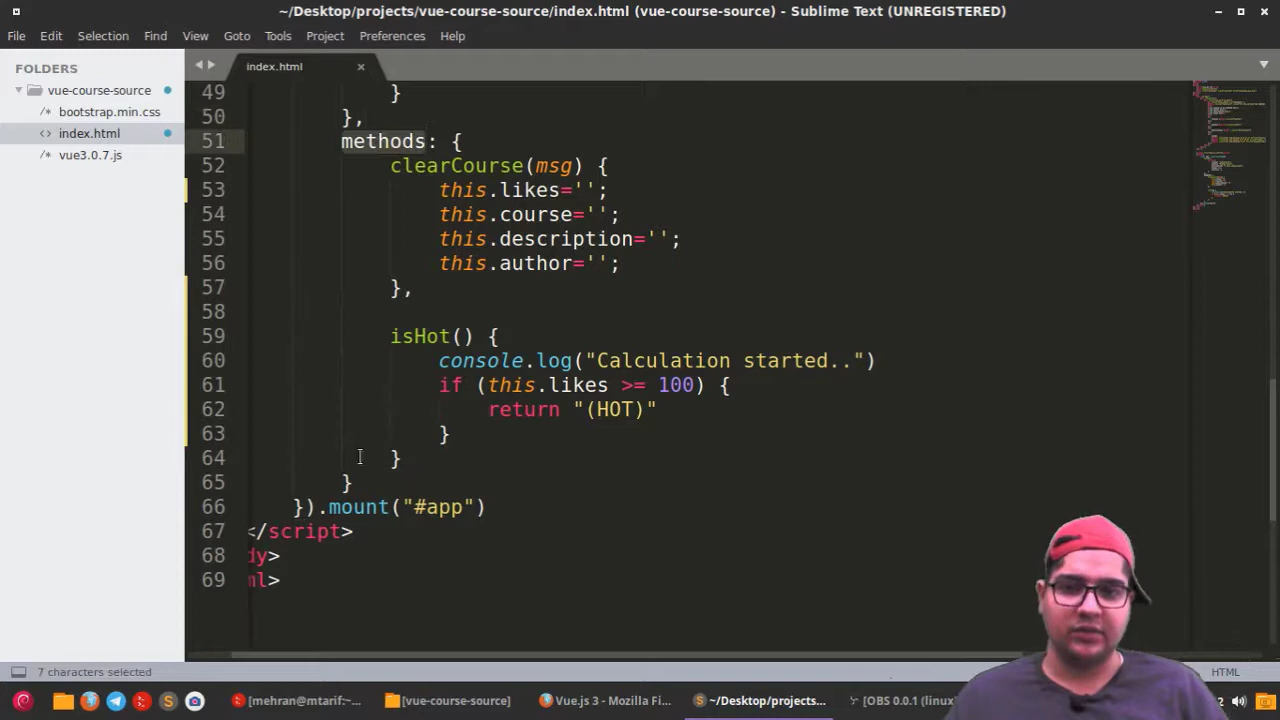 ~/Desktop/projects/vue-course-source/index.html (vue-course-source) - Sublime Text (UNREGISTERED)
File Edit Selection Find View Goto Tools Project Preferences Help
FOLDERS
vue-course-source
/* bootstrap.min.css
<> index.html
/* vue3.0.7.js
index.html
49 }
50 },
51 methods: {
52 clearCourse(msg) {
53 this.likes='';
54 this.course='';
55 this.description='';
56 this.author='';
57 },
58
59 isHot() {
60 console.log("Calculation started..")
61 if (this.likes >= 100) {
62 return "(HOT)"
63 }
64 }
65 }
66 }).mount("#app")
67 </script>
68 dy>
69 ml>
7 characters selected
HTML
[mehran@mtarif: ~/... [vue-course-source] Vue.js 3 - Mozilla Fi... ~/Desktop/projects... [OBS 0.0.1 (linux) 2